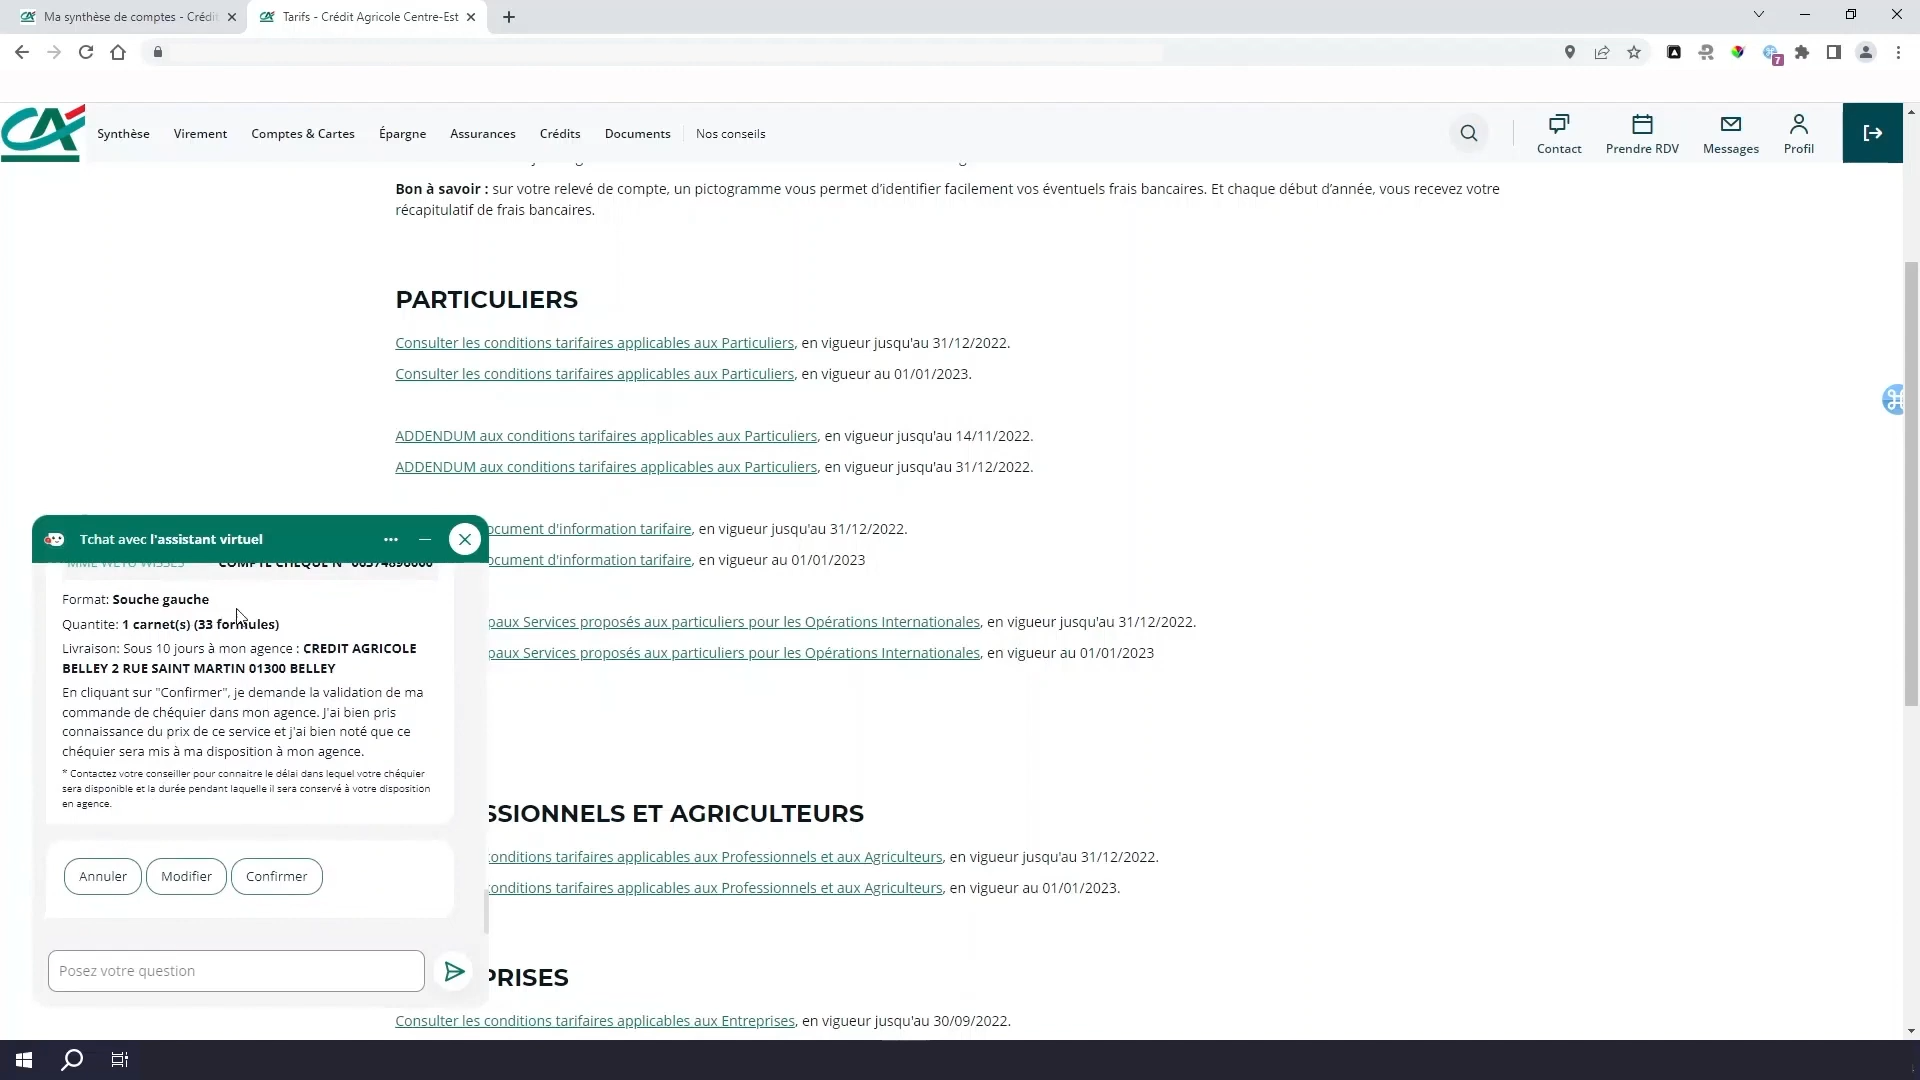 Ma synthèse de comptes - Crédit
Tarifs - Crédit Agricole Centre-Est
7
CA
Synthèse
Virement
Comptes & Cartes
Épargne
Assurances
Crédits
Documents
Nos conseils
Contact
Prendre RDV
Messages
Profil
Bon à savoir : sur votre relevé de compte, un pictogramme vous permet d’identifier facilement vos éventuels frais bancaires. Et chaque début d’année, vous recevez votre
récapitulatif de frais bancaires.
PARTICULIERS
Consulter les conditions tarifaires applicables aux Particuliers, en vigueur jusqu'au 31/12/2022.
Consulter les conditions tarifaires applicables aux Particuliers, en vigueur au 01/01/2023.
ADDENDUM aux conditions tarifaires applicables aux Particuliers, en vigueur jusqu'au 14/11/2022.
ADDENDUM aux conditions tarifaires applicables aux Particuliers, en vigueur jusqu'au 31/12/2022.
ocument d'information tarifaire, en vigueur jusqu'au 31/12/2022.
ocument d'information tarifaire, en vigueur au 01/01/2023
paux Services proposés aux particuliers pour les Opérations Internationales, en vigueur jusqu'au 31/12/2022.
paux Services proposés aux particuliers pour les Opérations Internationales, en vigueur au 01/01/2023
SSIONNELS ET AGRICULTEURS
conditions tarifaires applicables aux Professionnels et aux Agriculteurs, en vigueur jusqu'au 31/12/2022.
conditions tarifaires applicables aux Professionnels et aux Agriculteurs, en vigueur au 01/01/2023.
PRISES
Consulter les conditions tarifaires applicables aux Entreprises, en vigueur jusqu'au 30/09/2022.
Tchat avec l'assistant virtuel
COMPTE CHEQUE N°
Format: Souche gauche
Quantite: 1 carnet(s) (33 formules)
Livraison: Sous 10 jours à mon agence : CREDIT AGRICOLE
BELLEY 2 RUE SAINT MARTIN 01300 BELLEY
En cliquant sur "Confirmer", je demande la validation de ma
commande de chéquier dans mon agence. J'ai bien pris
connaissance du prix de ce service et j'ai bien noté que ce
chéquier sera mis à ma disposition à mon agence.
* Contactez votre conseiller pour connaitre le délai dans lequel votre chéquier
sera disponible et la durée pendant laquelle il sera conservé à votre disposition
en agence.
Annuler
Modifier
Confirmer
Posez votre question